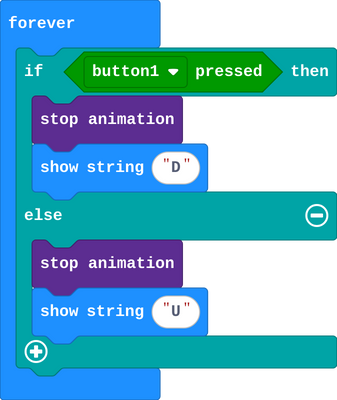 forever
if button1 pressed then
stop animation
show string "D"
else
stop animation
show string "U"